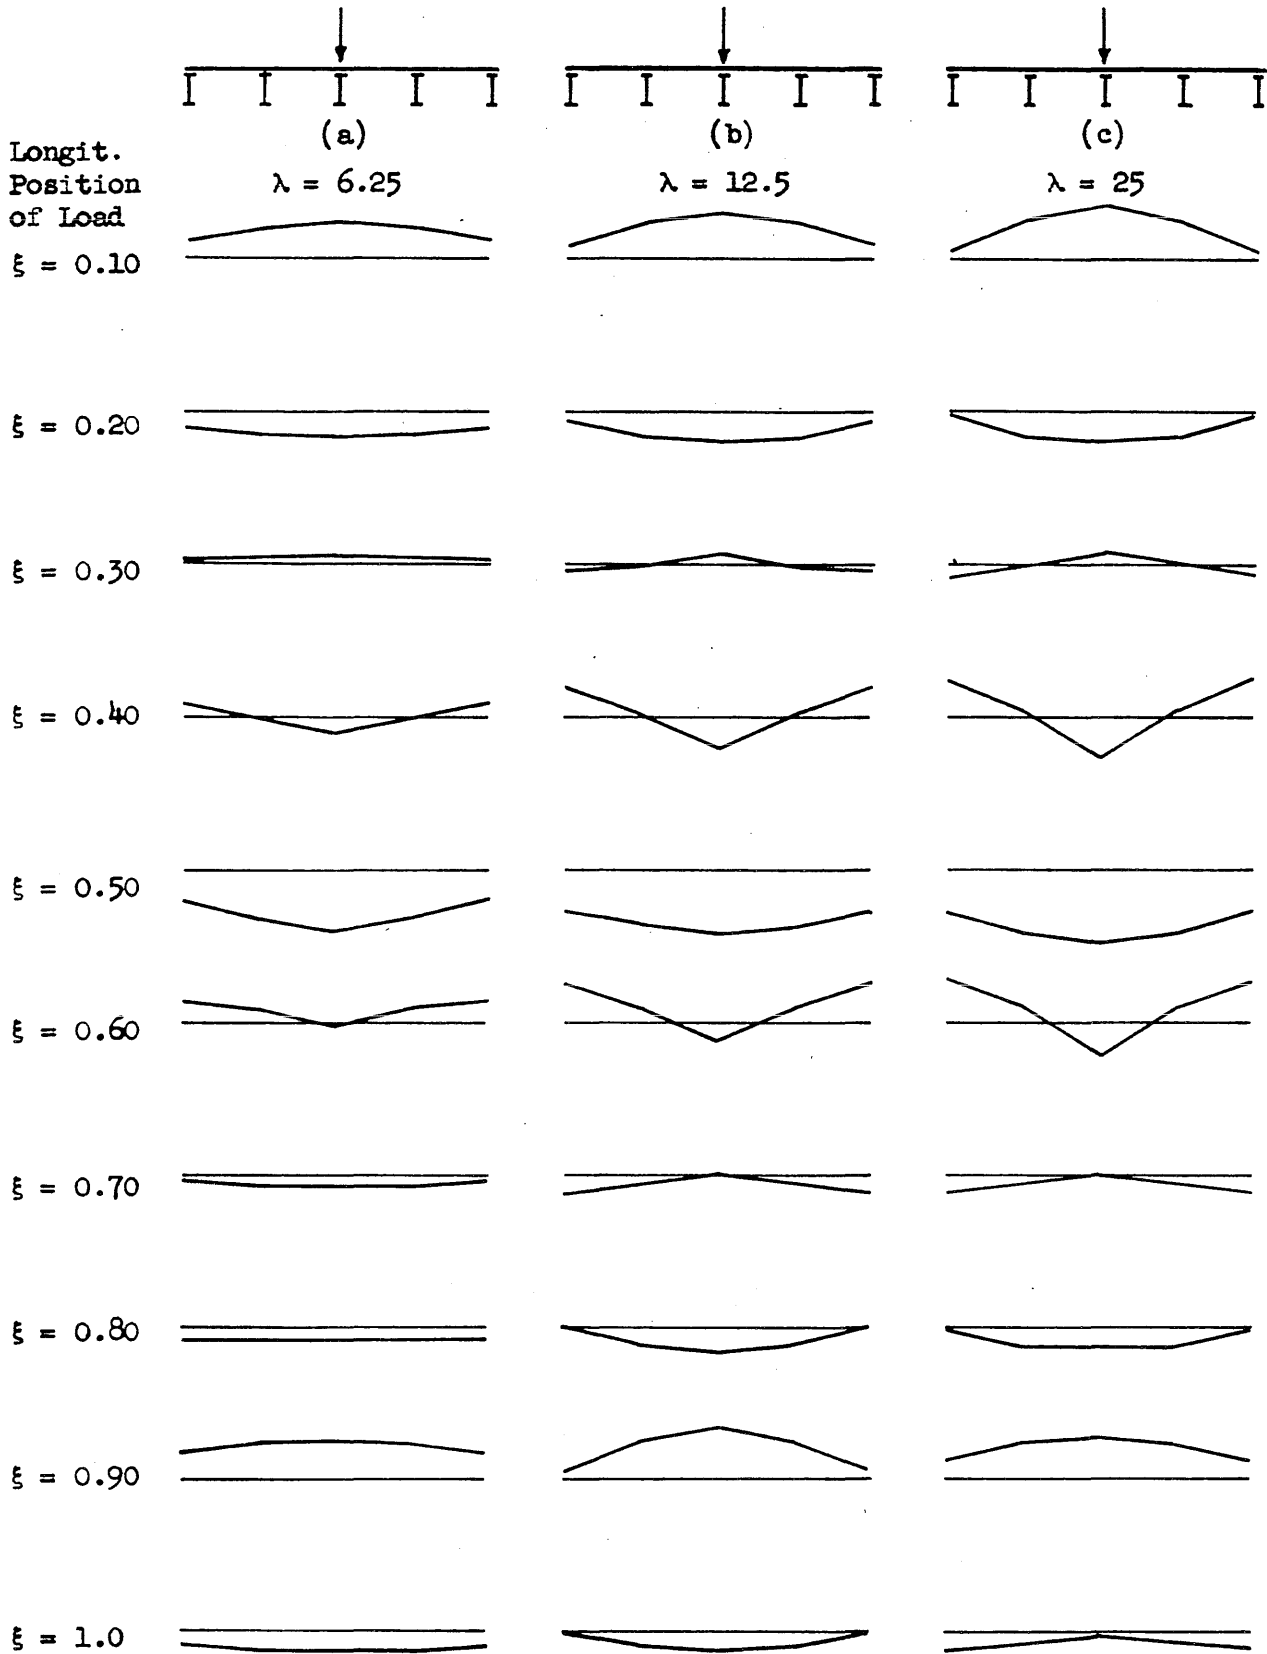 (a) (b) (c)
Longit.
Position
of Load
λ = 6.25 λ = 12.5 λ = 25
ξ = 0.10
ξ = 0.20
ξ = 0.30
ξ = 0.40
ξ = 0.50
ξ = 0.60
ξ = 0.70
ξ = 0.80
ξ = 0.90
ξ = 1.0